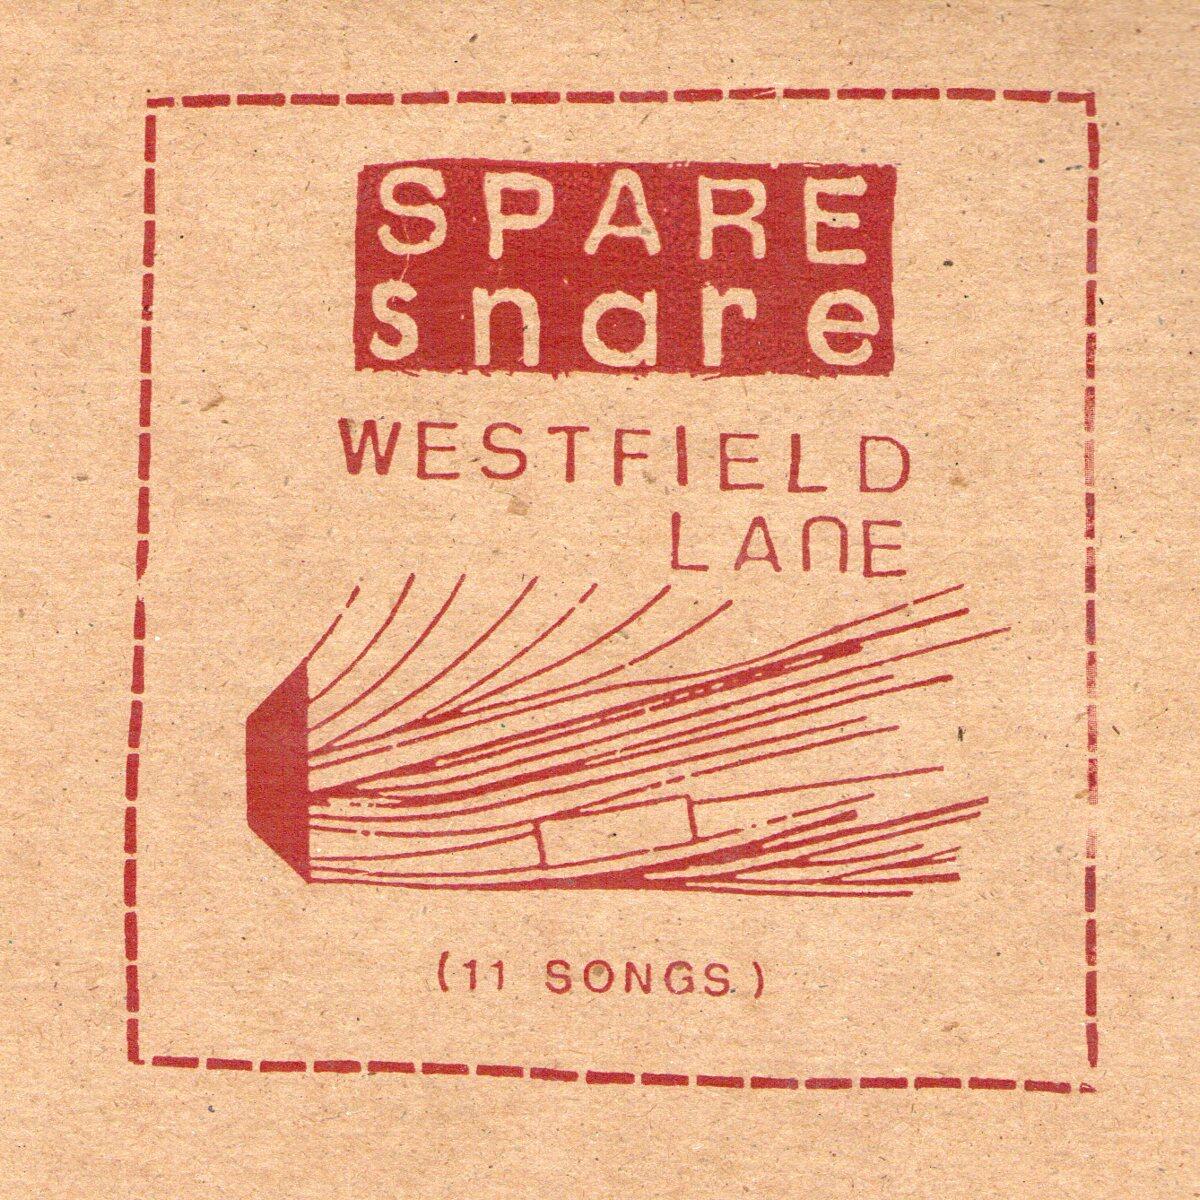 SPARE
snare
WESTFIELD
LANE
(11 SONGS.)